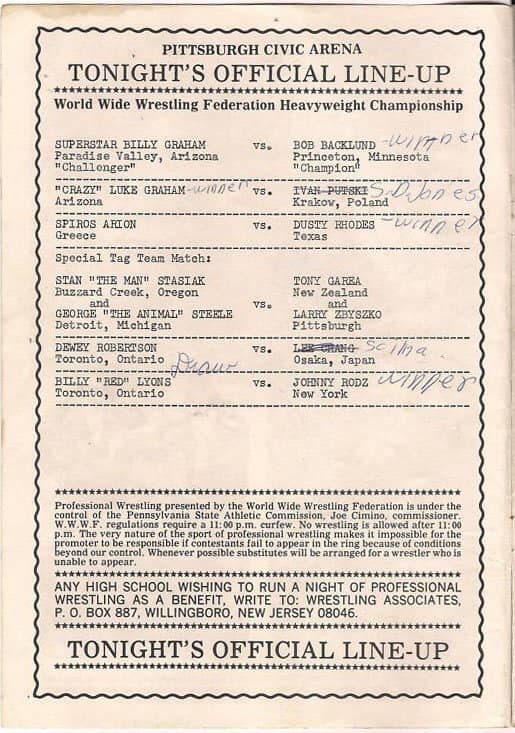 PITTSBURGH CIVIC ARENA
TONIGHT'S OFFICIAL LINE-UP
World Wide Wrestling Federation Heavyweight Championship
SUPERSTAR BILLY GRAHAM vs. BOB BACKLUND -winner
Paradise Valley, Arizona Princeton, Minnesota
"Challenger" "Champion"
"CRAZY" LUKE GRAHAM -winner vs. IVAN PUTSKI S.D. Jones
Arizona Krakow, Poland
SPIROS ARION vs. DUSTY RHODES -winner
Greece Texas
Special Tag Team Match:
STAN "THE MAN" STASIAK TONY GAREA
Buzzard Creek, Oregon New Zealand
and vs. and
GEORGE "THE ANIMAL" STEELE LARRY ZBYSZKO
Detroit, Michigan Pittsburgh
DEWEY ROBERTSON vs. LEE CHANG
Toronto, Ontario Draw Osaka, Japan
BILLY "RED" LYONS vs. JOHNNY RODZ winner
Toronto, Ontario New York
Professional Wrestling presented by the World Wide Wrestling Federation is under the
control of the Pennsylvania State Athletic Commission, Joe Cimino, commissioner.
W.W.W.F. regulations require a 11:00 p.m. curfew. No wrestling is allowed after 11:00
p.m. The very nature of the sport of professional wrestling makes it impossible for the
promoter to be responsible if contestants fail to appear in the ring because of conditions
beyond our control. Whenever possible substitutes will be arranged for a wrestler who is
unable to appear.
ANY HIGH SCHOOL WISHING TO RUN A NIGHT OF PROFESSIONAL
WRESTLING AS A BENEFIT, WRITE TO: WRESTLING ASSOCIATES,
P. O. BOX 887, WILLINGBORO, NEW JERSEY 08046.
TONIGHT'S OFFICIAL LINE-UP